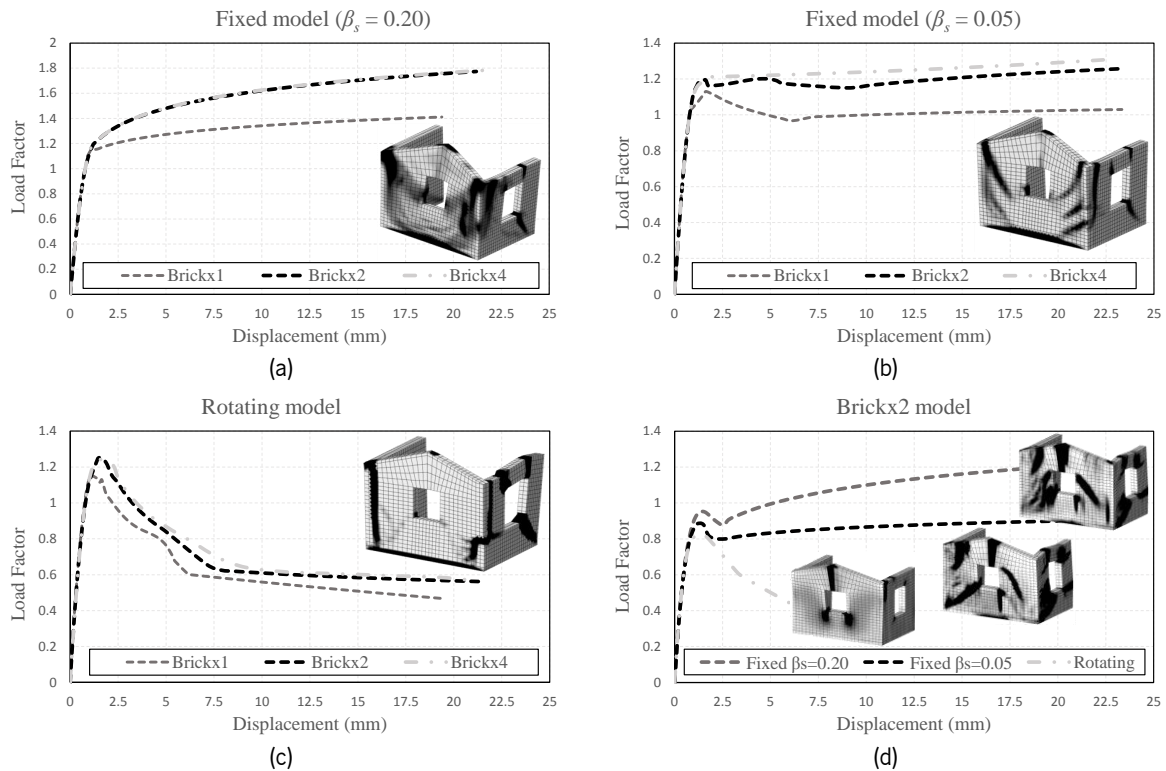 Fixed model (βs = 0.20)
Load Factor
2
1.8
1.6
1.4
1.2
1
0.8
0.6
0.4
0.2
0
Brickx1 Brickx2 Brickx4
0 2.5 5 7.5 10 12.5 15 17.5 20 22.5 25
Displacement (mm)
(a)
Fixed model (βs = 0.05)
Load Factor
1.4
1.2
1
0.8
0.6
0.4
0.2
0
Brickx1 Brickx2 Brickx4
0 2.5 5 7.5 10 12.5 15 17.5 20 22.5 25
Displacement (mm)
(b)
Rotating model
Load Factor
1.4
1.2
1
0.8
0.6
0.4
0.2
0
Brickx1 Brickx2 Brickx4
0 2.5 5 7.5 10 12.5 15 17.5 20 22.5 25
Displacement (mm)
(c)
Brickx2 model
Load Factor
1.4
1.2
1
0.8
0.6
0.4
0.2
0
Fixed βs=0.20 Fixed βs=0.05 Rotating
0 2.5 5 7.5 10 12.5 15 17.5 20 22.5 25
Displacement (mm)
(d)